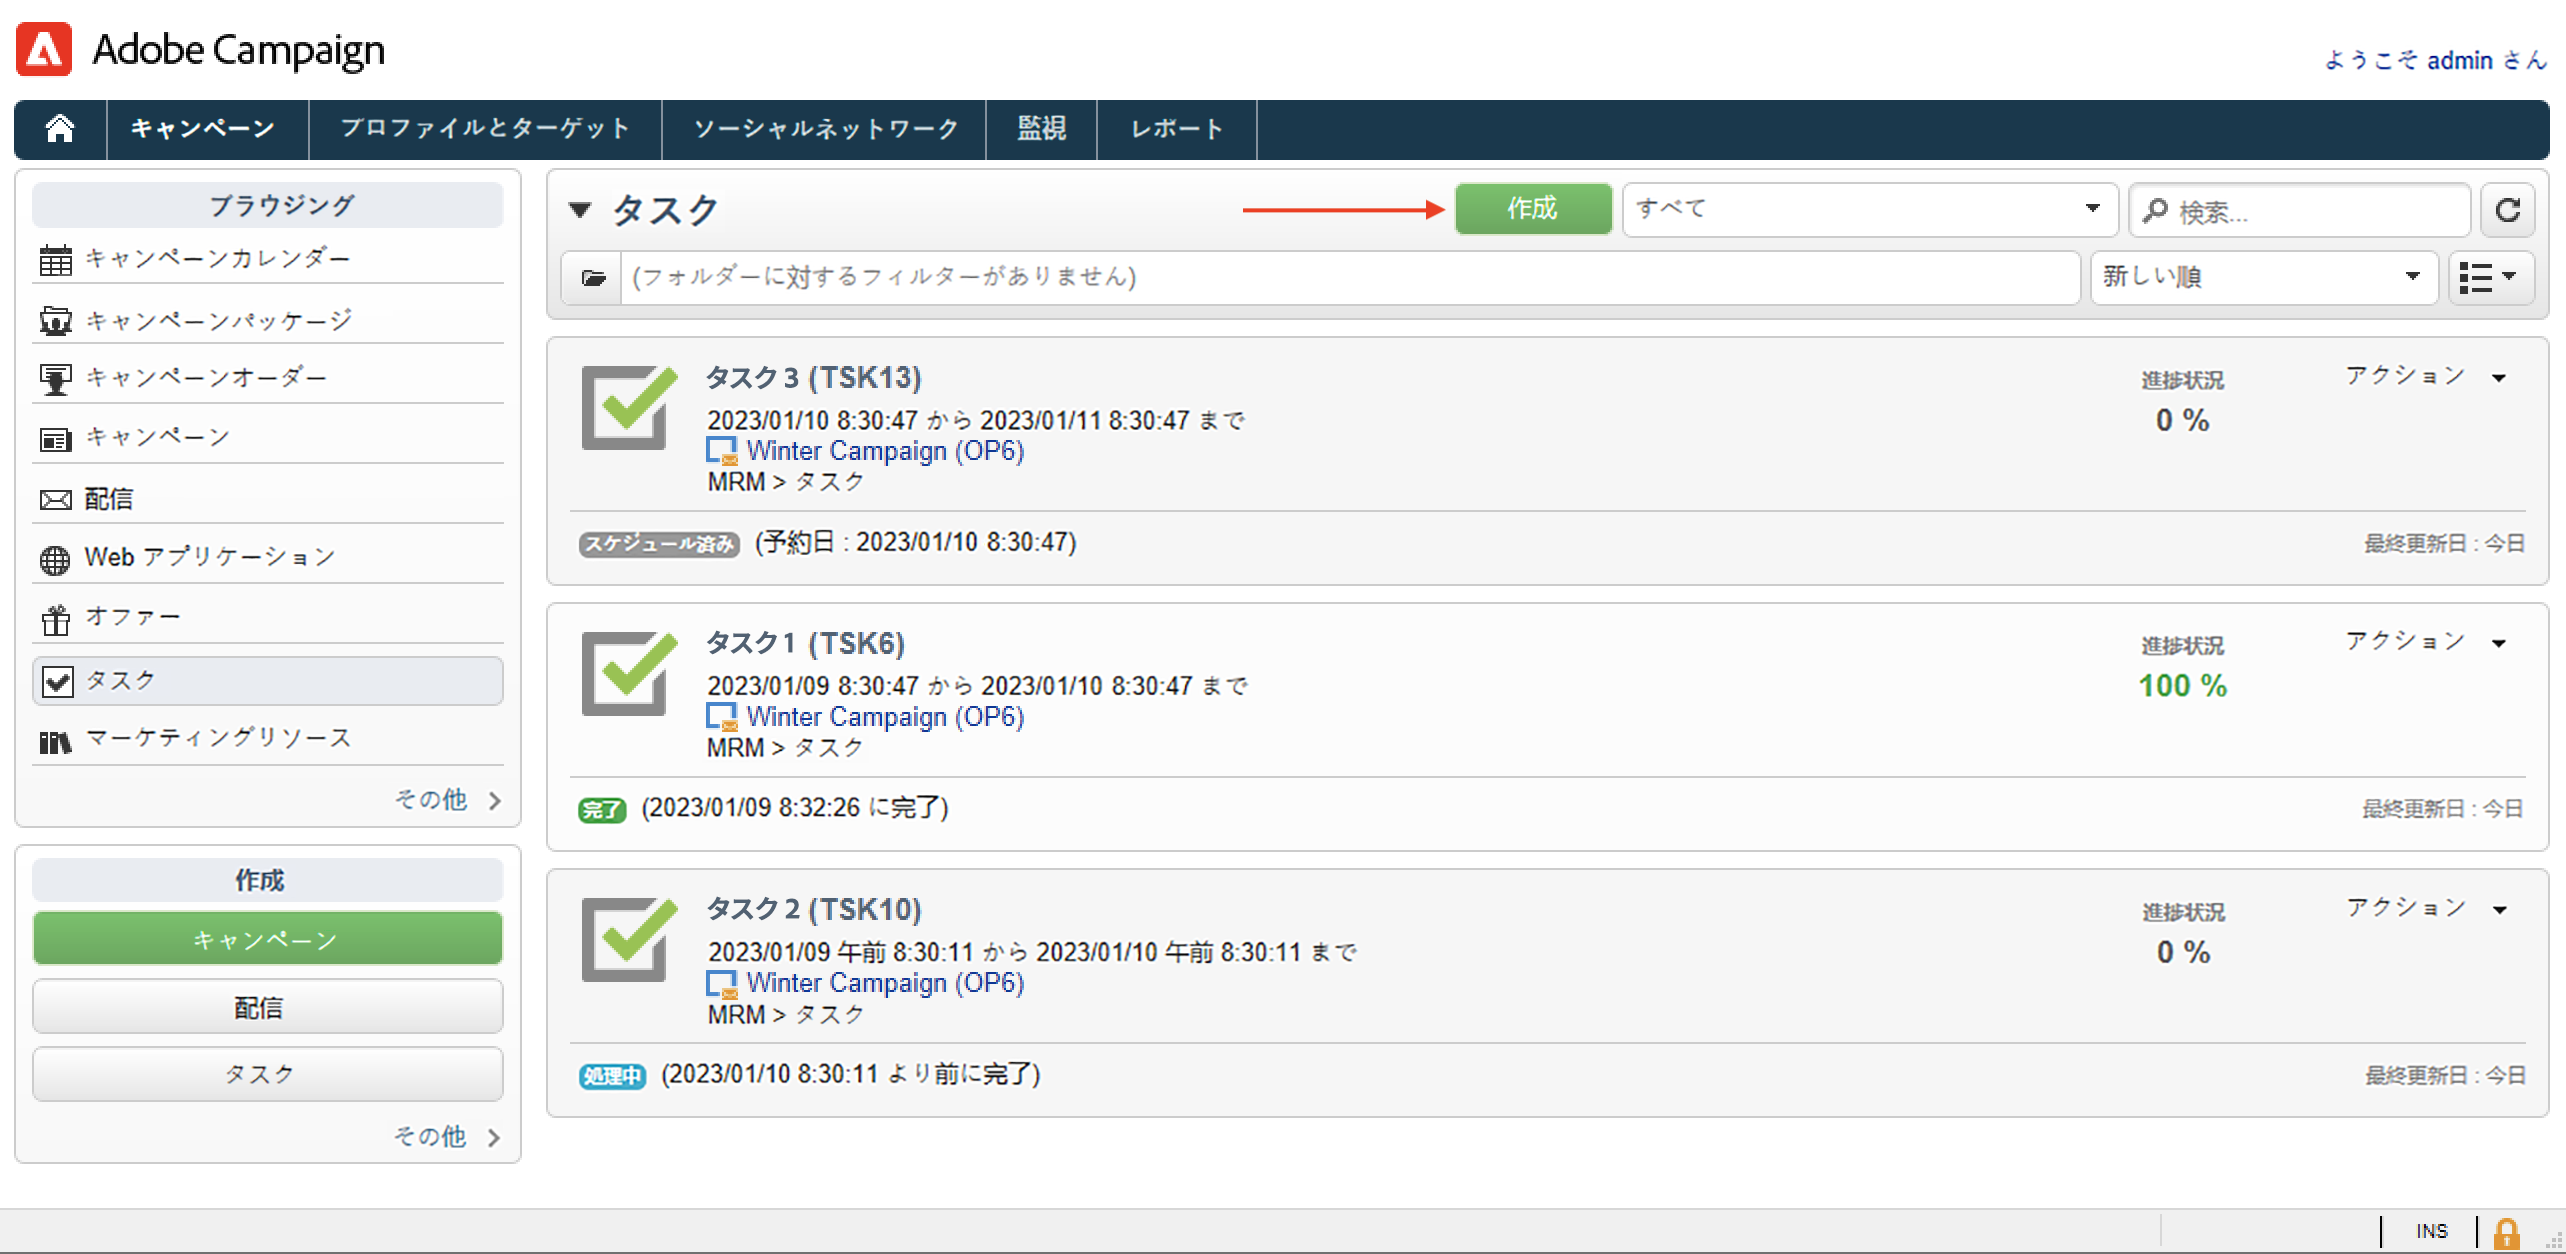 Adobe Campaign
ようこそ admin さん
キャンペーン プロファイルとターゲット ソーシャルネットワーク 監視 レポート
ブラウジング
キャンペーンカレンダー
キャンペーンパッケージ
キャンペーンオーダー
キャンペーン
配信
Web アプリケーション
オファー
タスク
マーケティングリソース
その他
作成
キャンペーン
配信
タスク
その他
タスク 作成 すべて 検索...
(フォルダーに対するフィルターがありません) 新しい順
タスク 3 (TSK13) 進捗状況 アクション
2023/01/10 8:30:47 から 2023/01/11 8:30:47 まで 0 %
Winter Campaign (OP6)
MRM > タスク
スケジュール済み (予約日 : 2023/01/10 8:30:47) 最終更新日 : 今日
タスク 1 (TSK6) 進捗状況 アクション
2023/01/09 8:30:47 から 2023/01/10 8:30:47 まで 100 %
Winter Campaign (OP6)
MRM > タスク
完了 (2023/01/09 8:32:26 に完了) 最終更新日 : 今日
タスク 2 (TSK10) 進捗状況 アクション
2023/01/09 午前 8:30:11 から 2023/01/10 午前 8:30:11 まで 0 %
Winter Campaign (OP6)
MRM > タスク
処理中 (2023/01/10 8:30:11 より前に完了) 最終更新日 : 今日
INS